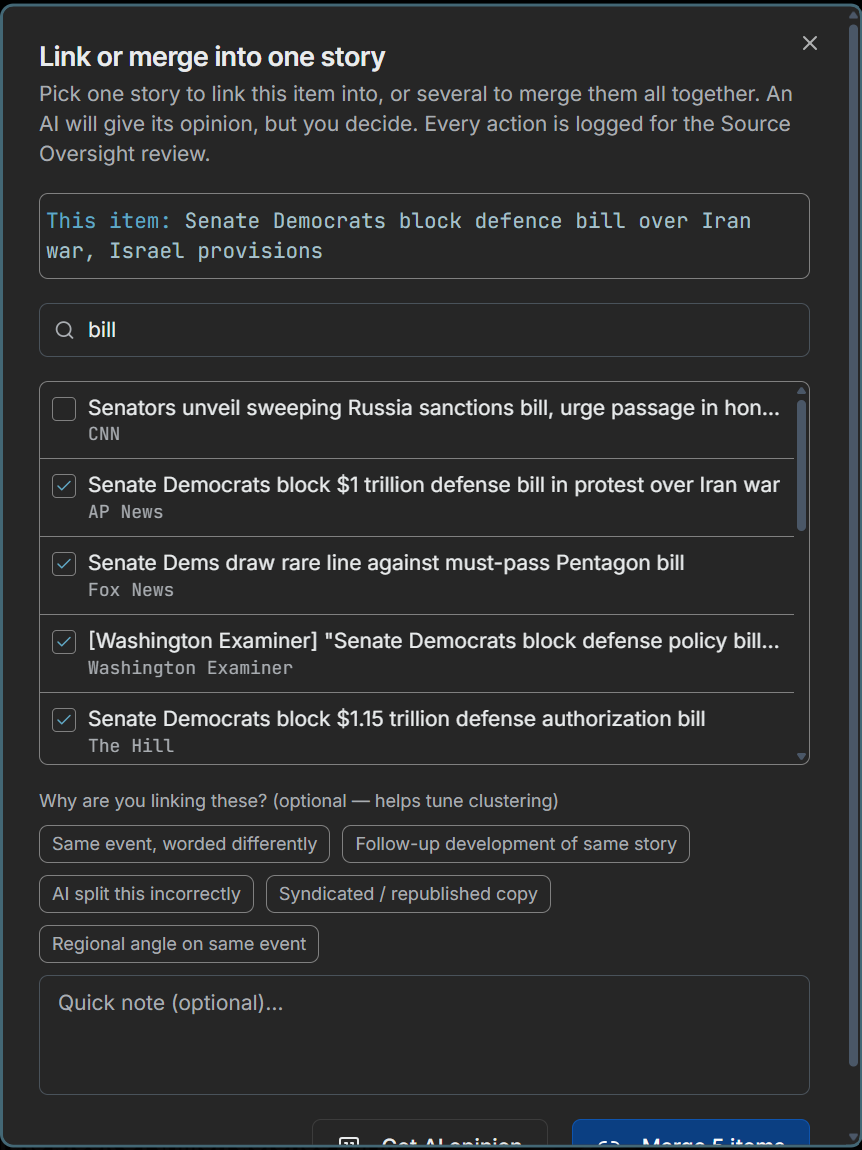 Link or merge into one story
Pick one story to link this item into, or several to merge them all together. An
AI will give its opinion, but you decide. Every action is logged for the Source
Oversight review.
This item: Senate Democrats block defence bill over Iran
war, Israel provisions
bill
Senators unveil sweeping Russia sanctions bill, urge passage in hon...
CNN
Senate Democrats block $1 trillion defense bill in protest over Iran war
AP News
Senate Dems draw rare line against must-pass Pentagon bill
Fox News
[Washington Examiner] "Senate Democrats block defense policy bill...
Washington Examiner
Senate Democrats block $1.15 trillion defense authorization bill
The Hill
Why are you linking these? (optional — helps tune clustering)
Same event, worded differently
Follow-up development of same story
AI split this incorrectly
Syndicated / republished copy
Regional angle on same event
Quick note (optional)...
Get AI opinion
Merge 5 items